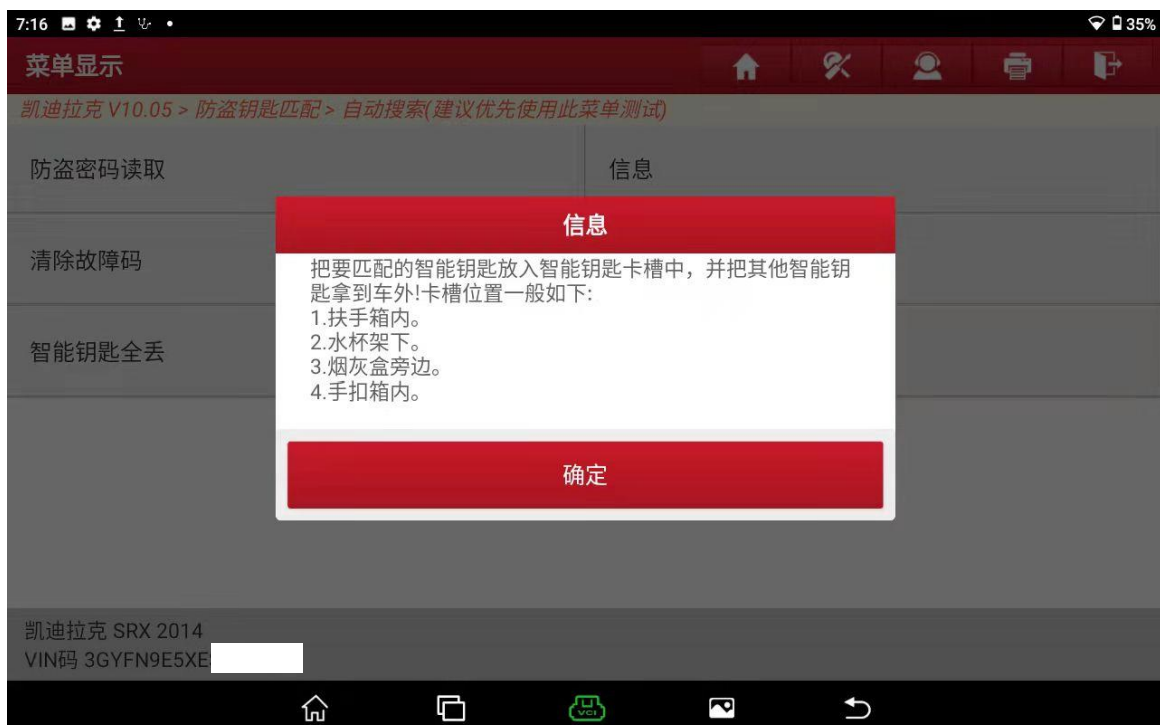 7:16
35%
菜单显示
凯迪拉克 V10.05 > 防盗钥匙匹配 > 自动搜索(建议优先使用此菜单测试)
防盗密码读取
信息
清除故障码
智能钥匙全丢
信息
把要匹配的智能钥匙放入智能钥匙卡槽中，并把其他智能钥
匙拿到车外!卡槽位置一般如下:
1.扶手箱内。
2.水杯架下。
3.烟灰盒旁边。
4.手扣箱内。
确定
凯迪拉克 SRX 2014
VIN码 3GYFN9E5XE
VCI